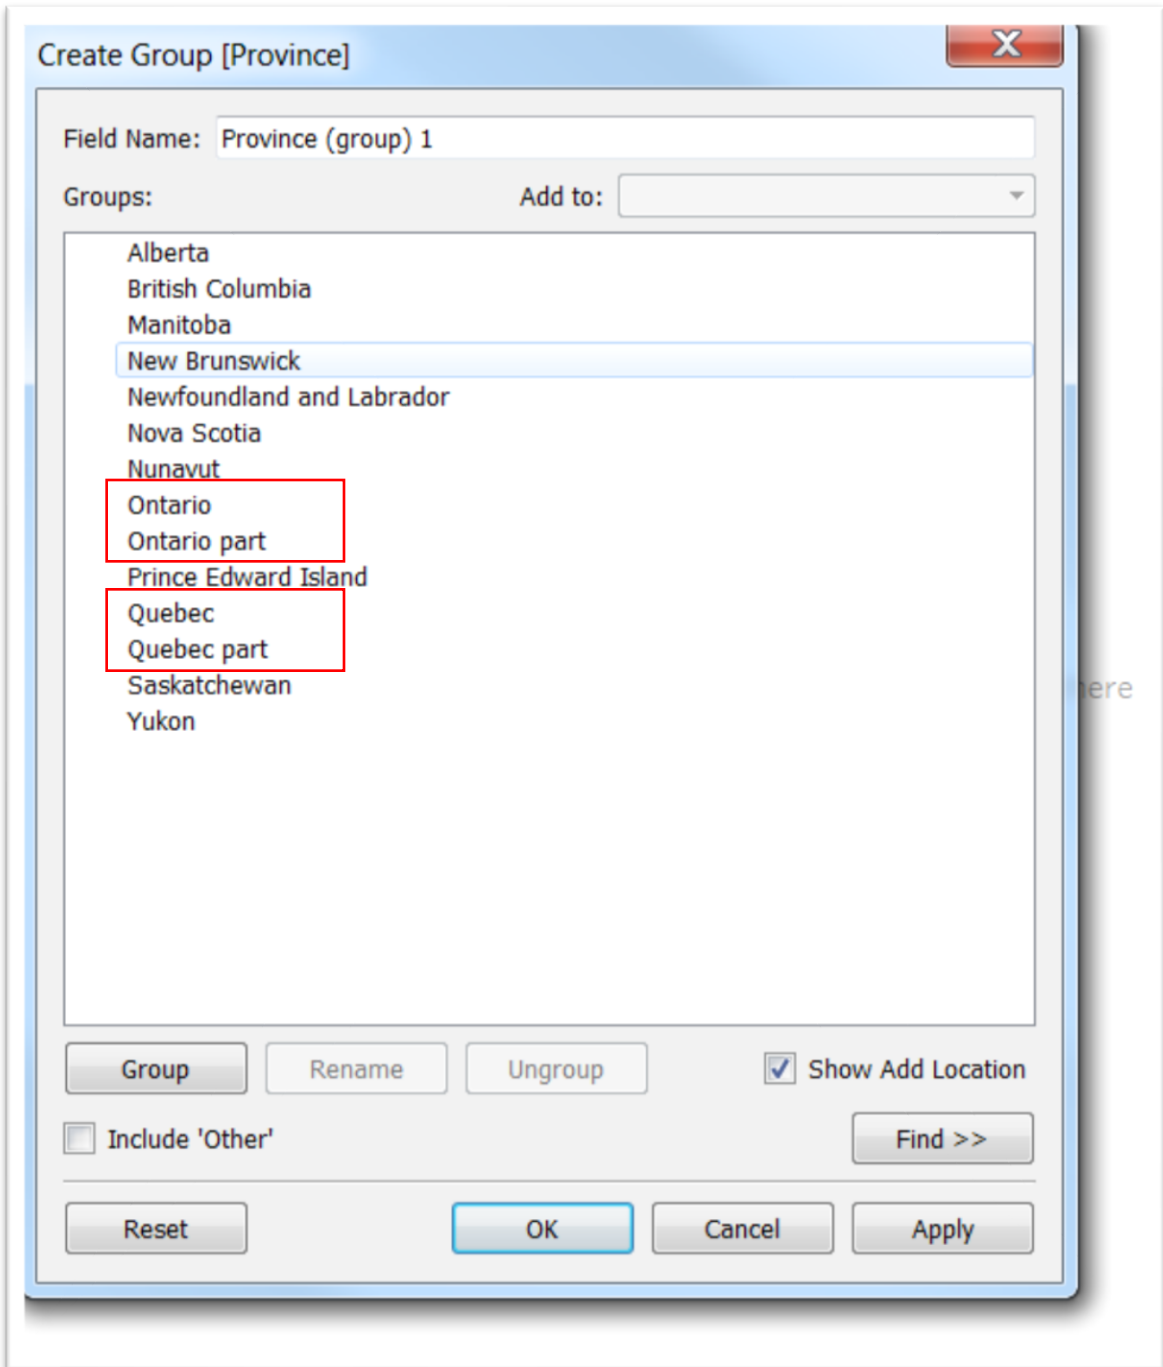 Create Group [Province]
Field Name: Province (group) 1
Groups: Add to:
Alberta
British Columbia
Manitoba
New Brunswick
Newfoundland and Labrador
Nova Scotia
Nunavut
Ontario
Ontario part
Prince Edward Island
Quebec
Quebec part
Saskatchewan
Yukon
Group Rename Ungroup Show Add Location
Include 'Other' Find >>
Reset OK Cancel Apply